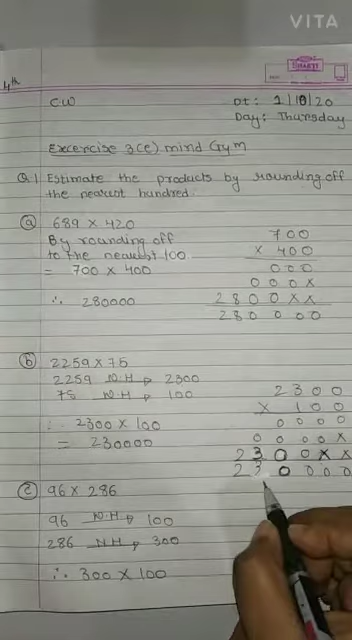 VITA
SHAKTI
4th
C.W
Dt: 1/10/20
Day: Thursday
Excercise 3(e) mind Gym
Q.1 Estimate the products by rounding off
the nearest hundred.
(a) 689 × 420
By rounding off
to the nearest 100
= 700 × 400
∴ 280000
700
× 400
000
000×
2800××
280000
(b) 2259 × 75
2259 N.H → 2300
75 N.H → 100
∴ 2300 × 100
= 230000
2300
× 100
0000
0000×
2300××
230000
(c) 96 × 286
96 N.H → 100
286 N.H → 300
∴ 300 × 100